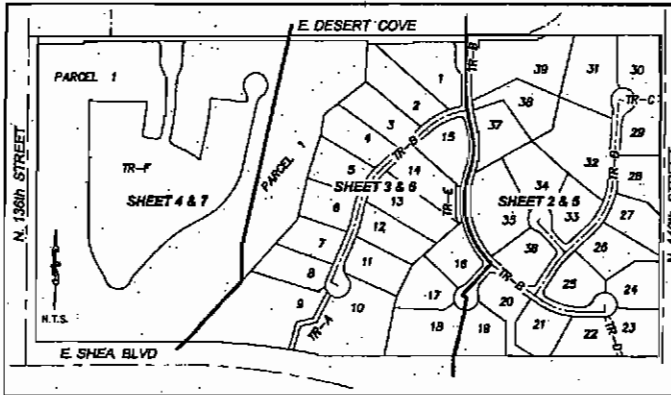 E. DESERT COVE
PARCEL 1
1
TR-B
39
31
30
2
38
TR-C
3
4
TR-B
15
37
29
TR-F
5
14
32
TR-B
28
N. 136th STREET
SHEET 4 & 7
PARCEL 1
SHEET 3 & 6
13
TR-E
34
SHEET 2 & 5
6
35
33
27
12
7
11
36
26
8
16
TR-B
25
24
N.T.S.
9
10
17
20
TR-A
18
19
21
22
TR-D
23
E. SHEA BLVD